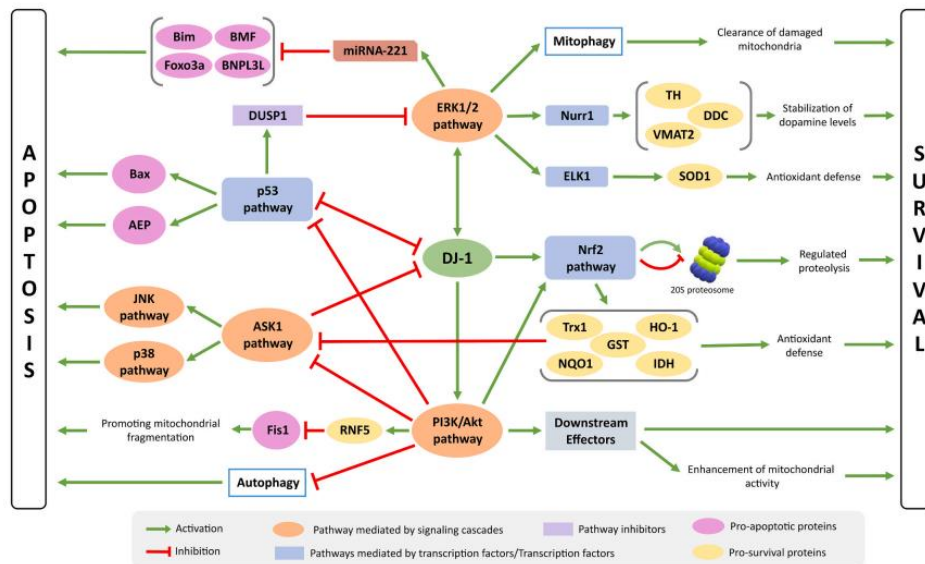 APOPTOSIS
SURVIVAL
Bim
BMF
Foxo3a
BNPL3L
miRNA-221
Mitophagy
Clearance of damaged
mitochondria
DUSP1
ERK1/2
pathway
Nurr1
TH
DDC
VMAT2
Stabilization of
dopamine levels
Bax
p53
pathway
AEP
ELK1
SOD1
Antioxidant defense
DJ-1
Nrf2
pathway
20S proteosome
Regulated
proteolysis
JNK
pathway
ASK1
pathway
p38
pathway
Trx1
HO-1
GST
NQO1
IDH
Antioxidant
defense
Promoting mitochondrial
fragmentation
Fis1
RNF5
PI3K/Akt
pathway
Downstream
Effectors
Autophagy
Enhancement of mitochondrial
activity
Activation
Pathway mediated by signaling cascades
Pathway inhibitors
Pro-apoptotic proteins
Inhibition
Pathways mediated by transcription factors/Transcription factors
Pro-survival proteins